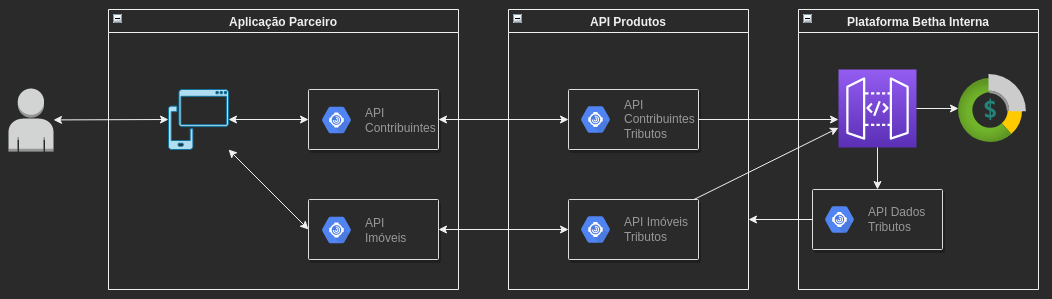 Aplicação Parceiro
API Produtos
Plataforma Betha Interna
API
Contribuintes
API
Contribuintes
Tributos
$
API
Imóveis
API Imóveis
Tributos
API Dados
Tributos